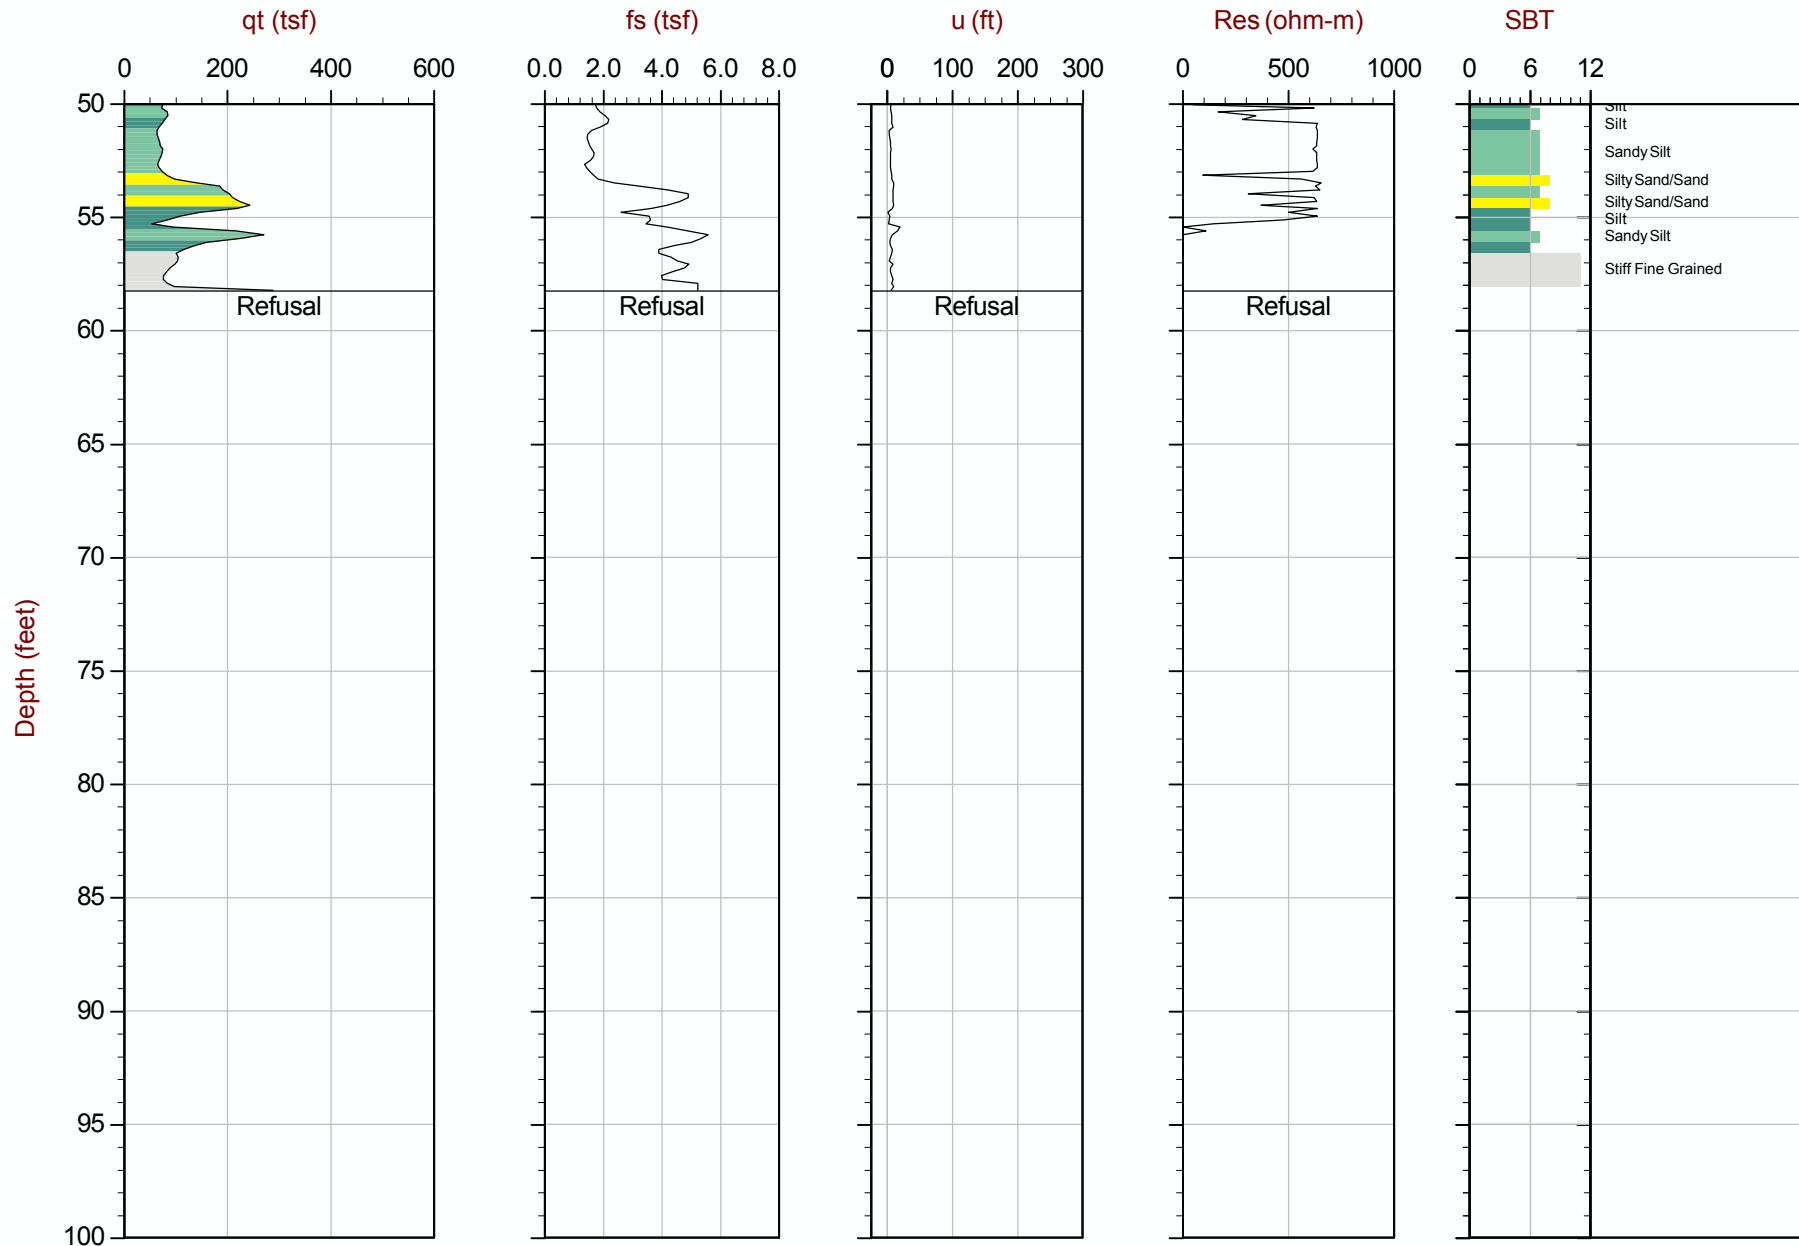 qt (tsf) fs (tsf) u (ft) Res (ohm-m) SBT
0 200 400 600 0.0 2.0 4.0 6.0 8.0 0 100 200 300 0 500 1000 0 6 12
50
Silt
Silt
Sandy Silt
Silty Sand/Sand
Silty Sand/Sand
55
Silt
Sandy Silt
Stiff Fine Grained
Refusal Refusal Refusal Refusal
60
65
70
Depth (feet)
75
80
85
90
95
100